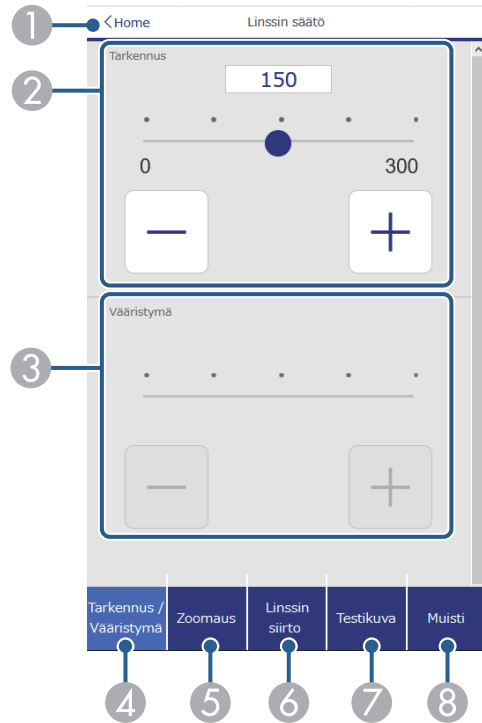 1
<Home
Linssin säätö
2
Tarkennus
150
0
300
3
Vääristymä
Tarkennus /
Vääristymä
Zoomaus
Linssin
siirto
Testikuva
Muisti
4
5
6
7
8